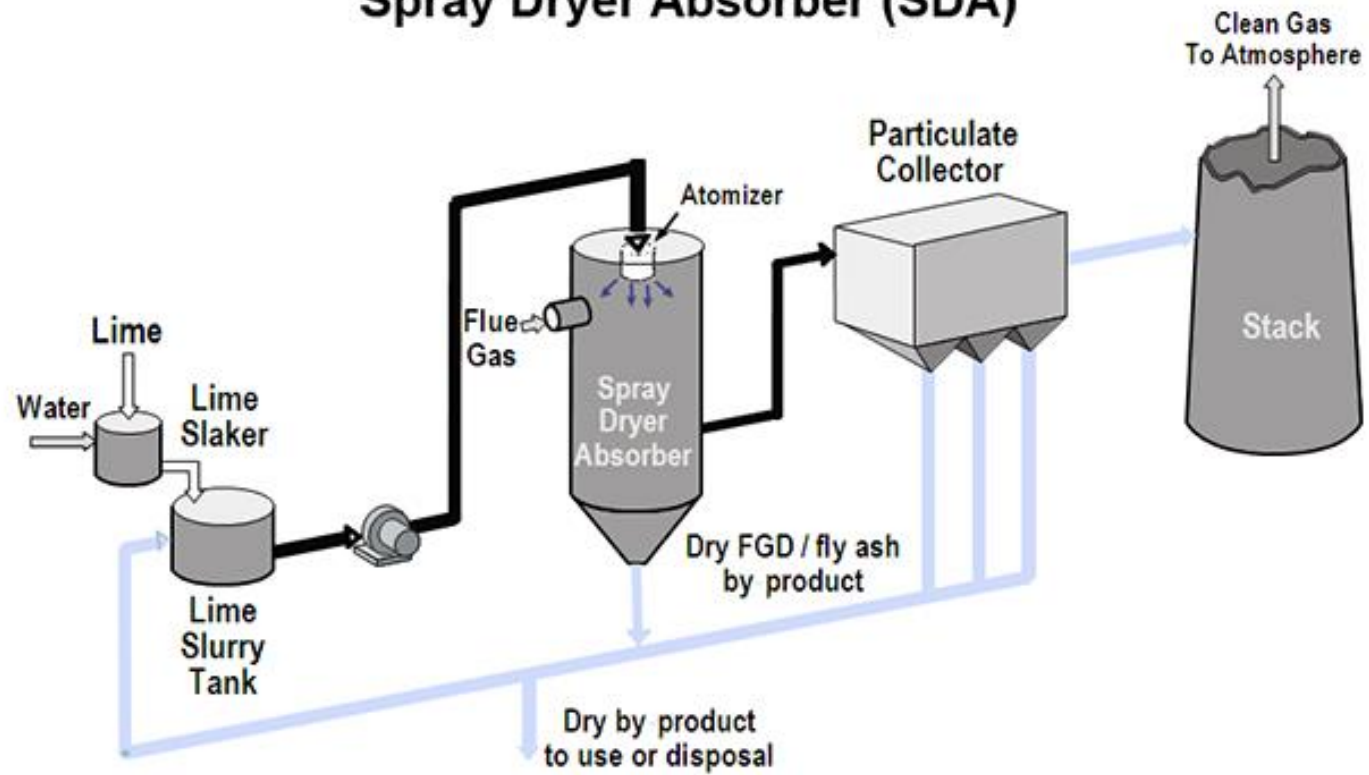 Spray Dryer Absorber (SDA)
Clean Gas
To Atmosphere
Particulate
Collector
Atomizer
Lime
Flue
Gas
Stack
Water
Lime
Slaker
Spray
Dryer
Absorber
Dry FGD / fly ash
by product
Lime
Slurry
Tank
Dry by product
to use or disposal